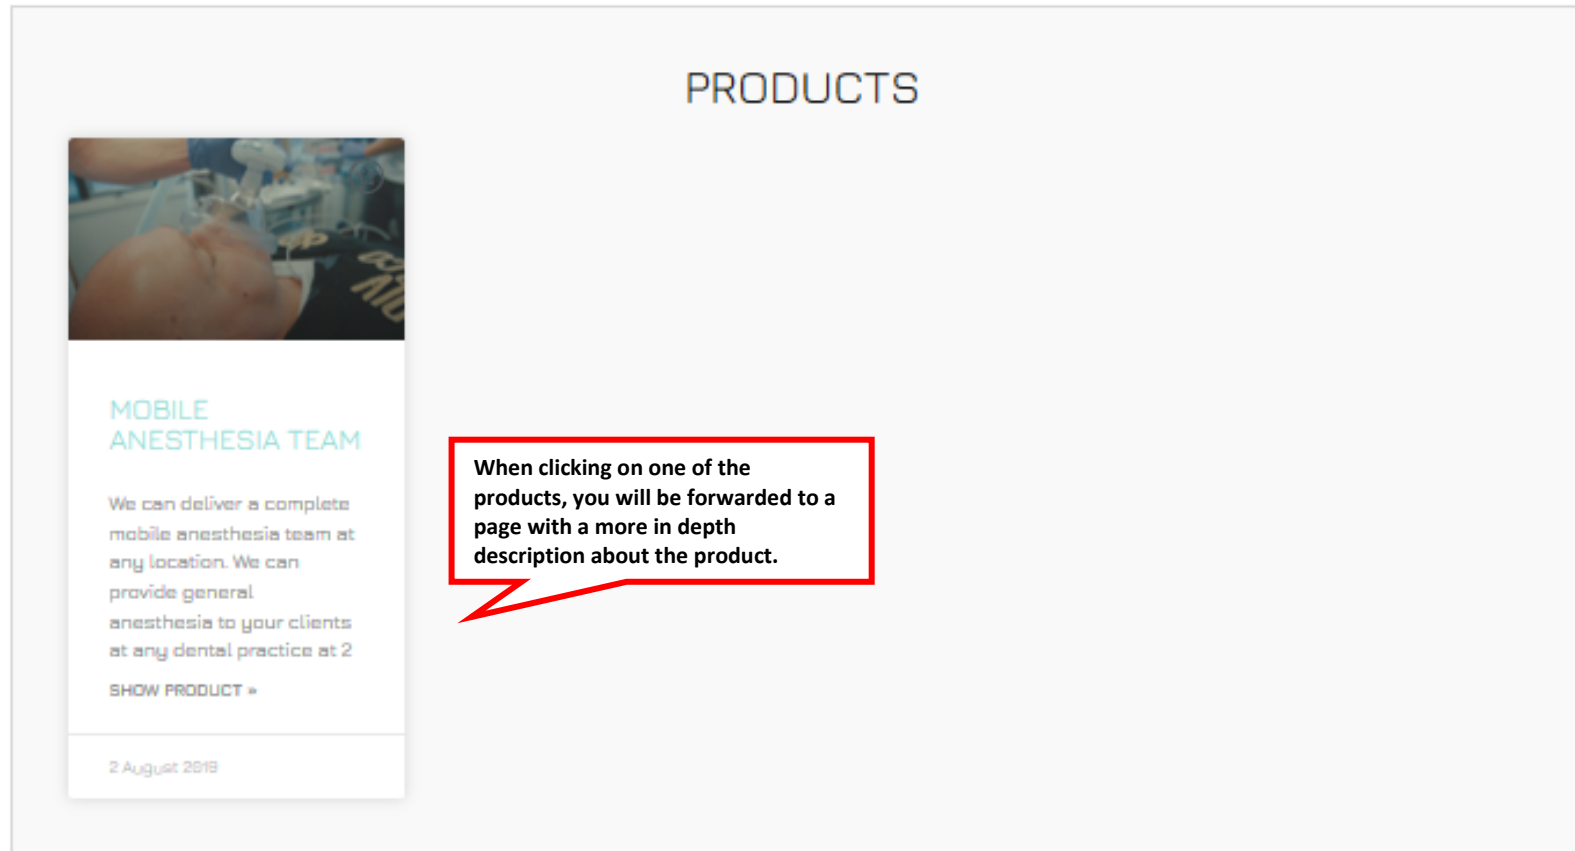 PRODUCTS
MOBILE
ANESTHESIA TEAM
We can deliver a complete
mobile anesthesia team at
any location. We can
provide general
anesthesia to your clients
at any dental practice at 2
SHOW PRODUCT »
2 August 2019
When clicking on one of the
products, you will be forwarded to a
page with a more in depth
description about the product.